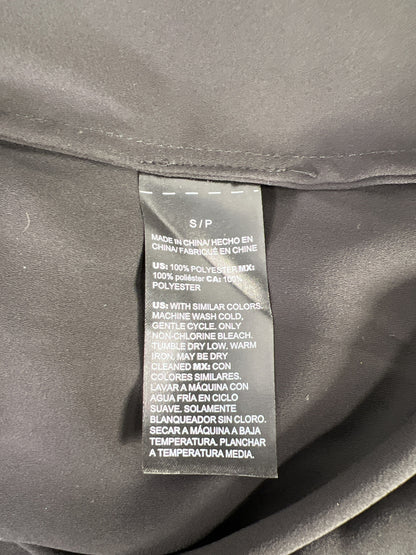 S / P
MADE IN CHINA/ HECHO EN
CHINA/ FABRIQUÉ EN CHINE
US: 100% POLYESTER MX:
100% poliéster CA: 100%
POLYESTER
US: WITH SIMILAR COLORS.
MACHINE WASH COLD,
GENTLE CYCLE. ONLY
NON-CHLORINE BLEACH.
TUMBLE DRY LOW. WARM
IRON. MAY BE DRY
CLEANED MX: CON
COLORES SIMILARES.
LAVAR A MÁQUINA CON
AGUA FRÍA EN CICLO
SUAVE. SOLAMENTE
BLANQUEADOR SIN CLORO.
SECAR A MÁQUINA A BAJA
TEMPERATURA. PLANCHAR
A TEMPERATURA MEDIA.